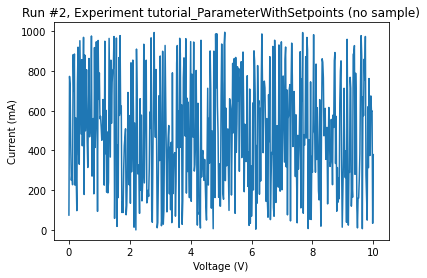 Run #2, Experiment tutorial_ParameterWithSetpoints (no sample)
1000
800
600
400
200
0
Current (mA)
0 2 4 6 8 10
Voltage (V)